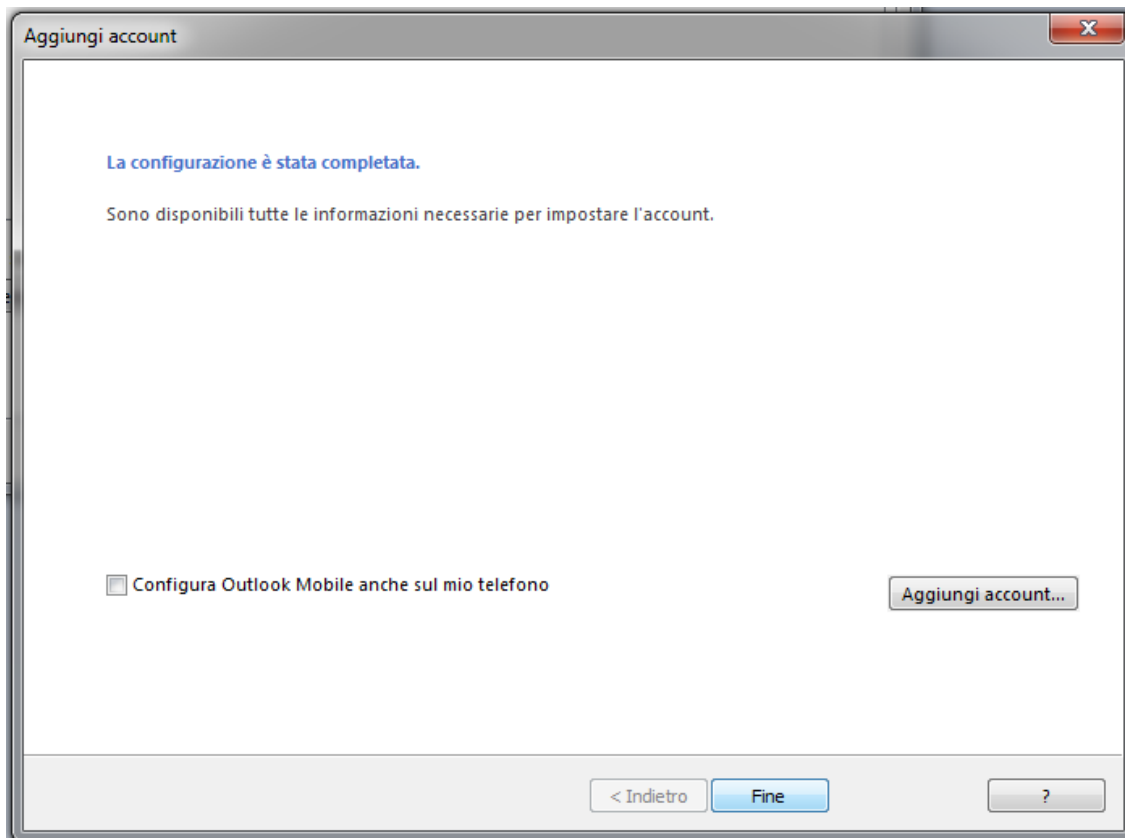 Aggiungi account
La configurazione è stata completata.
Sono disponibili tutte le informazioni necessarie per impostare l'account.
Configura Outlook Mobile anche sul mio telefono
Aggiungi account...
< Indietro
Fine
?